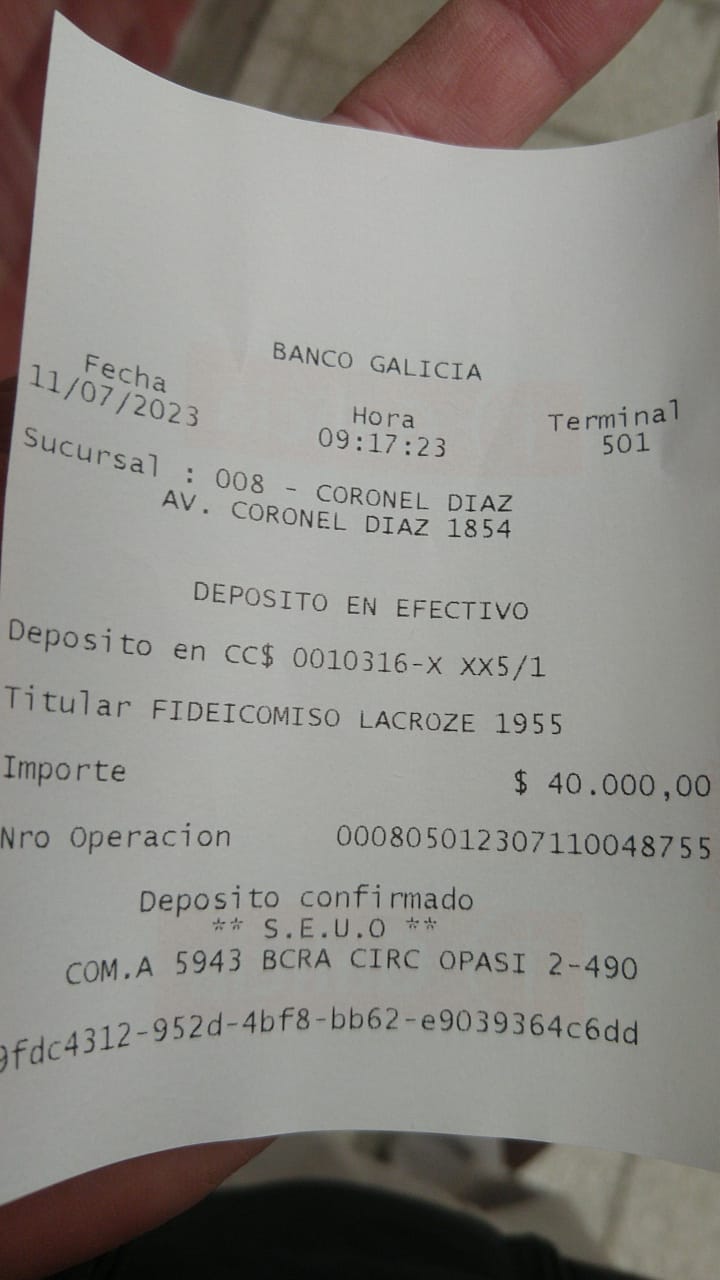 BANCO GALICIA
Fecha Hora Terminal
11/07/2023 09:17:23 501
Sucursal : 008 - CORONEL DIAZ
AV. CORONEL DIAZ 1854
DEPOSITO EN EFECTIVO
Deposito en CC$ 0010316-X XX5/1
Titular FIDEICOMISO LACROZE 1955
Importe $ 40.000,00
Nro Operacion 000805012307110048755
Deposito confirmado
** S.E.U.O **
COM.A 5943 BCRA CIRC OPASI 2-490
9fdc4312-952d-4bf8-bb62-e9039364c6dd